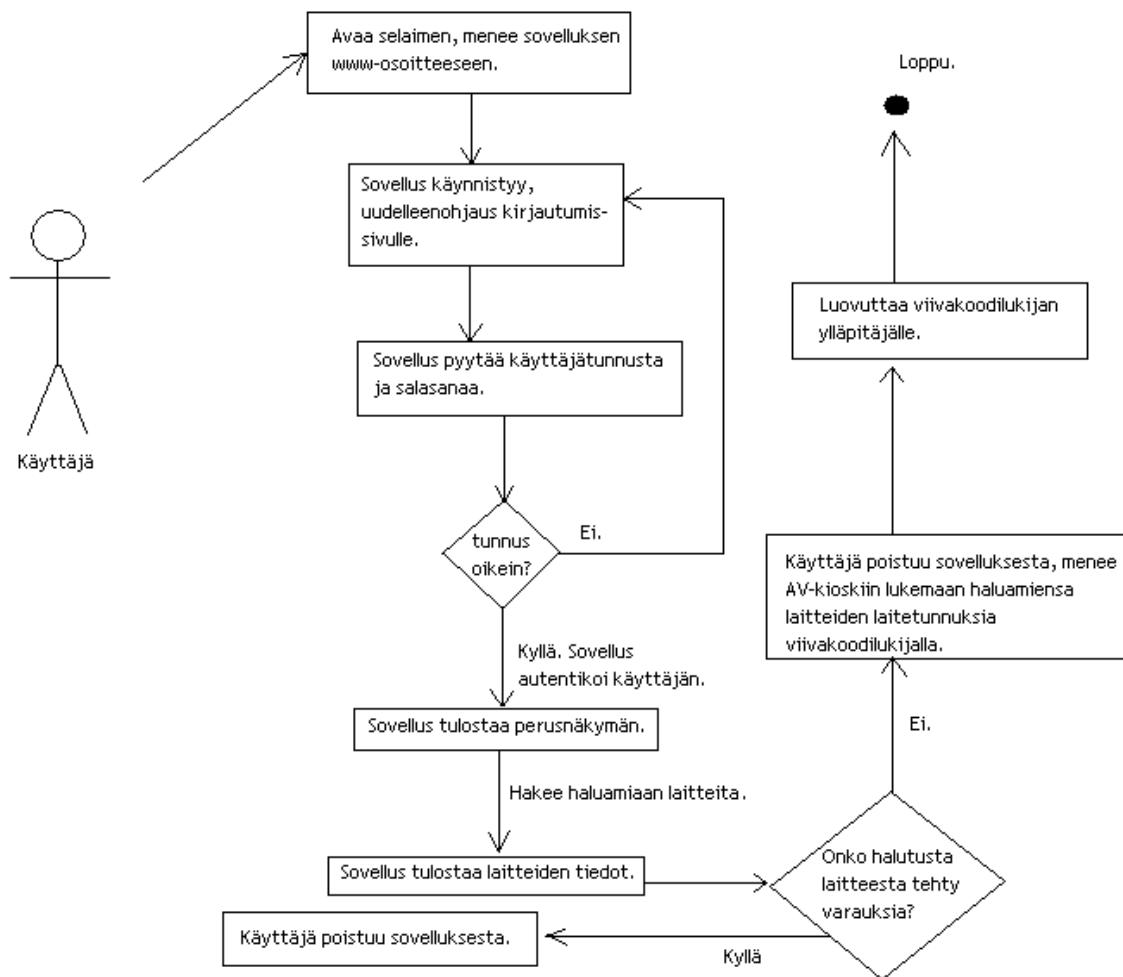 Avaa selaimen, menee sovelluksen
www-osoitteeseen.
Sovellus käynnistyy,
uudelleenohjaus kirjautumis-
sivulle.
Sovellus pyytää käyttäjätunnusta
ja salasanaa.
Käyttäjä
tunnus
oikein?
Ei.
Kyllä. Sovellus
autentikoi käyttäjän.
Sovellus tulostaa perusnäkymän.
Hakee haluamiaan laitteita.
Sovellus tulostaa laitteiden tiedot.
Onko halutusta
laitteesta tehty
varauksia?
Kyllä
Käyttäjä poistuu sovelluksesta.
Ei.
Käyttäjä poistuu sovelluksesta, menee
AV-kioskiin lukemaan haluamiensa
laitteiden laitetunnuksia
viivakoodilukijalla.
Luovuttaa viivakoodilukijan
ylläpitäjälle.
Loppu.